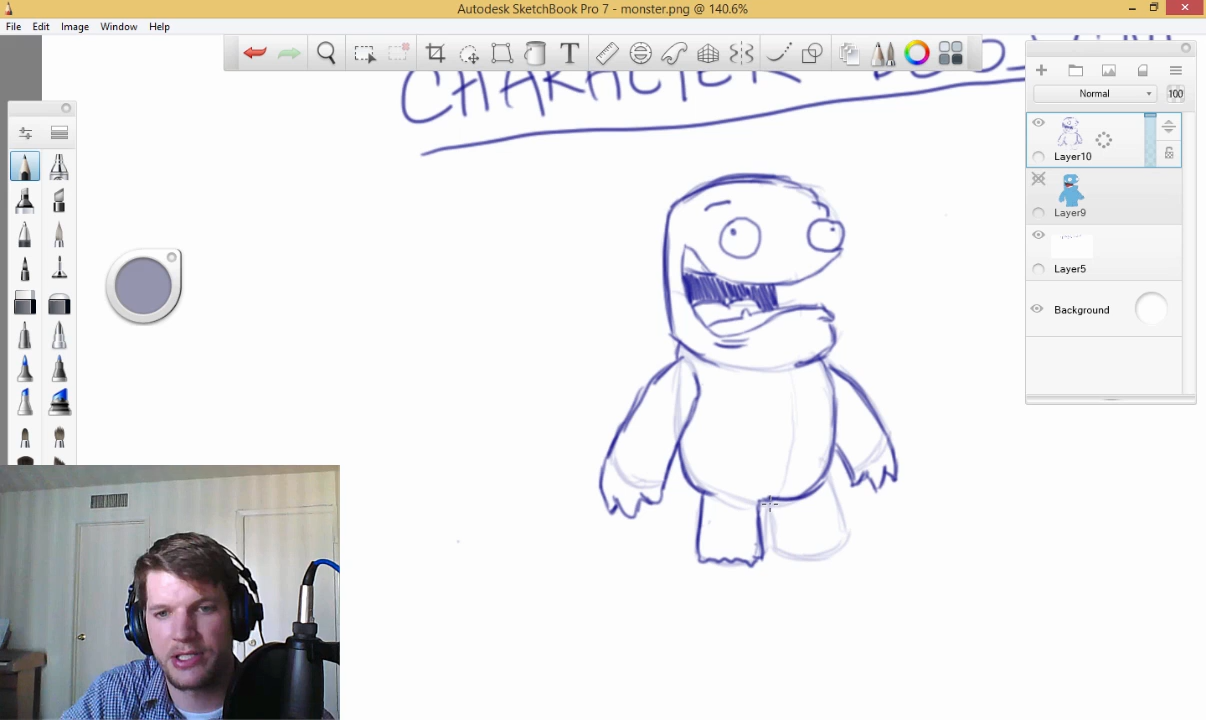 Autodesk SketchBook Pro 7 - monster.png @ 140.6%
File Edit Image Window Help
T
CHARACTER
Normal 100
Layer10
Layer9
Layer5
Background